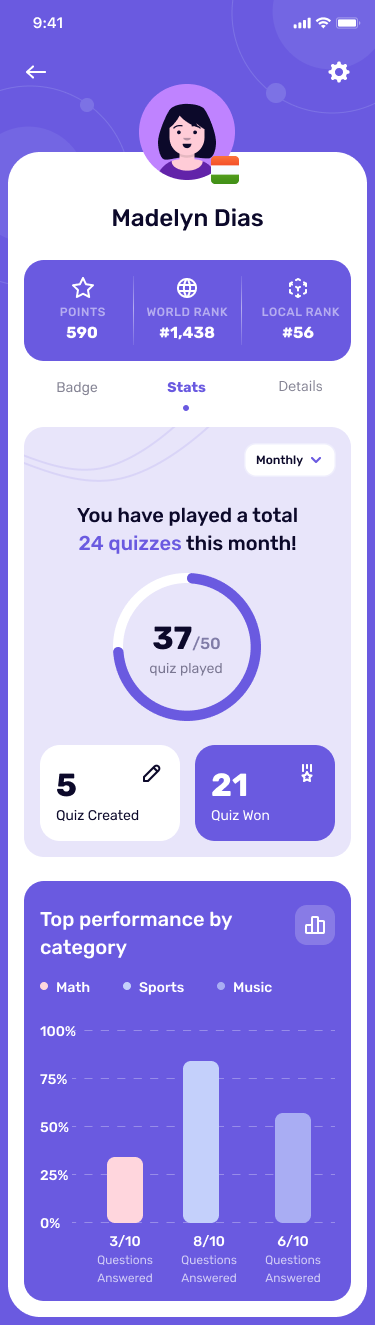 9:41
Madelyn Dias
POINTS
590
WORLD RANK
#1,438
LOCAL RANK
#56
Badge
Stats
Details
Monthly
You have played a total
24 quizzes this month!
37/50
quiz played
5
Quiz Created
21
Quiz Won
Top performance by
category
Math
Sports
Music
100%
75%
50%
25%
0%
3/10
Questions
Answered
8/10
Questions
Answered
6/10
Questions
Answered